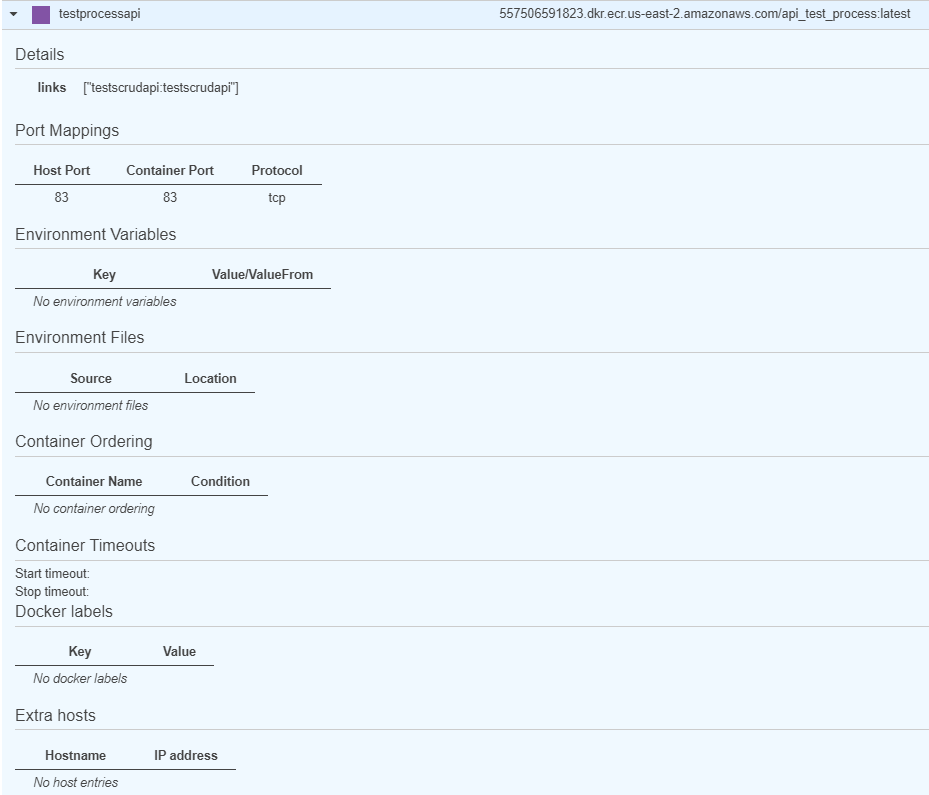 testprocessapi 557506591823.dkr.ecr.us-east-2.amazonaws.com/api_test_process:latest
Details
links ["testscrudapi:testscrudapi"]
Port Mappings
Host Port Container Port Protocol
83 83 tcp
Environment Variables
Key Value/ValueFrom
No environment variables
Environment Files
Source Location
No environment files
Container Ordering
Container Name Condition
No container ordering
Container Timeouts
Start timeout:
Stop timeout:
Docker labels
Key Value
No docker labels
Extra hosts
Hostname IP address
No host entries